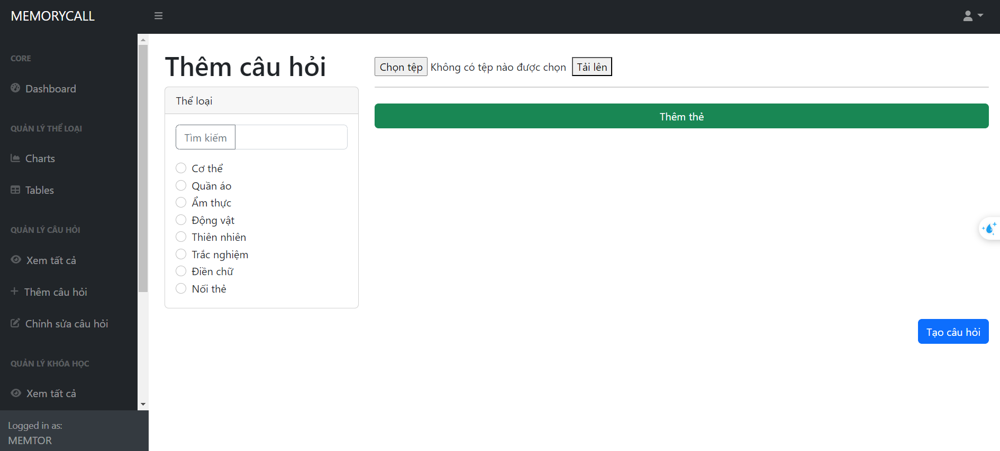 MEMORYCALL
CORE
Dashboard
QUẢN LÝ THỂ LOẠI
Charts
Tables
QUẢN LÝ CÂU HỎI
Xem tất cả
Thêm câu hỏi
Chỉnh sửa câu hỏi
QUẢN LÝ KHÓA HỌC
Xem tất cả
Logged in as:
MEMTOR
Thêm câu hỏi
Thể loại
Tìm kiếm
Cơ thể
Quần áo
Ẩm thực
Động vật
Thiên nhiên
Trắc nghiệm
Điền chữ
Nối thẻ
Chọn tệp Không có tệp nào được chọn Tải lên
Thêm thẻ
Tạo câu hỏi